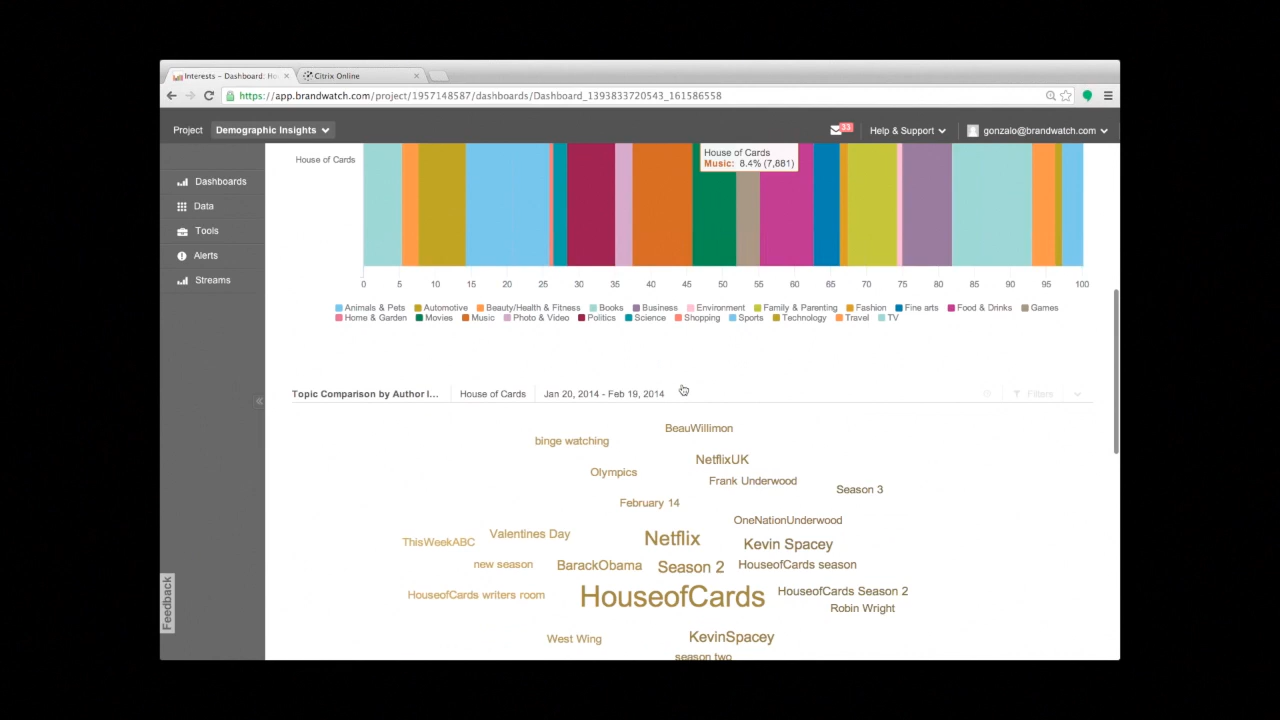 Interests – Dashboard: Ho
Citrix Online
https://app.brandwatch.com/project/1957148587/dashboards/Dashboard_1393833720543_161586558
Project
Demographic Insights
33
Help & Support
gonzalo@brandwatch.com
Dashboards
Data
Tools
Alerts
Streams
Feedback
House of Cards
House of Cards
Music: 8.4% (7,881)
0 5 10 15 20 25 30 35 40 45 50 55 60 65 70 75 80 85 90 95 100
Animals & Pets Automotive Beauty/Health & Fitness Books Business Environment Family & Parenting Fashion Fine arts Food & Drinks Games
Home & Garden Movies Music Photo & Video Politics Science Shopping Sports Technology Travel TV
Topic Comparison by Author I... House of Cards Jan 20, 2014 - Feb 19, 2014 Filters
BeauWillimon
binge watching
NetflixUK
Olympics
Frank Underwood
Season 3
February 14
OneNationUnderwood
Valentines Day
Netflix
ThisWeekABC
Kevin Spacey
new season
BarackObama
Season 2
HouseofCards season
HouseofCards writers room
HouseofCards
HouseofCards Season 2
Robin Wright
West Wing
KevinSpacey
season two